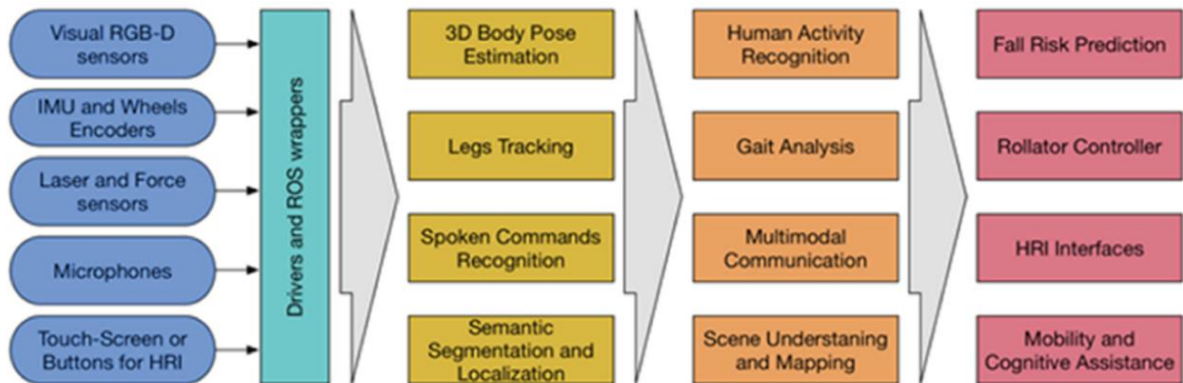 Visual RGB-D
sensors
IMU and Wheels
Encoders
Laser and Force
sensors
Microphones
Touch-Screen or
Buttons for HRI
Drivers and ROS wrappers
3D Body Pose
Estimation
Legs Tracking
Spoken Commands
Recognition
Semantic
Segmentation and
Localization
Human Activity
Recognition
Gait Analysis
Multimodal
Communication
Scene Understaning
and Mapping
Fall Risk Prediction
Rollator Controller
HRI Interfaces
Mobility and
Cognitive Assistance